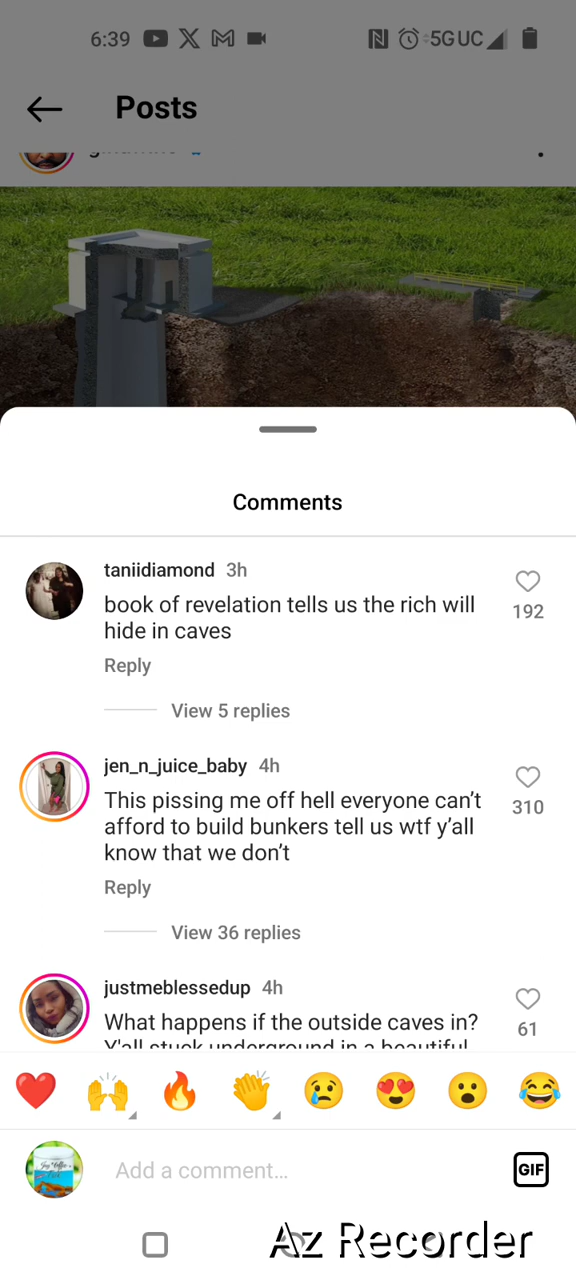 6:39 5G UC
Posts
Comments
taniidiamond 3h
book of revelation tells us the rich will
hide in caves
192
Reply
View 5 replies
jen_n_juice_baby 4h
This pissing me off hell everyone can't
afford to build bunkers tell us wtf y'all
know that we don't
310
Reply
View 36 replies
justmeblessedup 4h
What happens if the outside caves in?
61
Y'all stuck underground in a beautiful
Add a comment...
GIF
Az Recorder